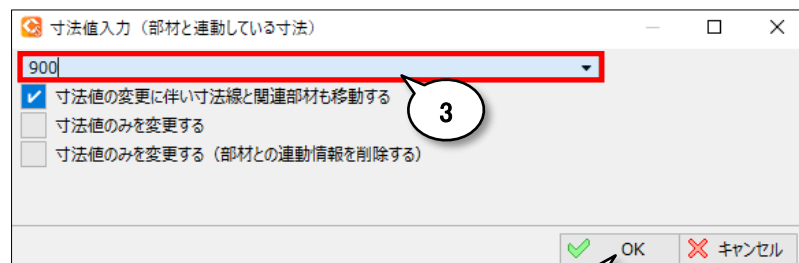 寸法値入力（部材と連動している寸法）
900
寸法値の変更に伴い寸法線と関連部材も移動する
3
寸法値のみを変更する
寸法値のみを変更する（部材との連動情報を削除する）
OK
キャンセル